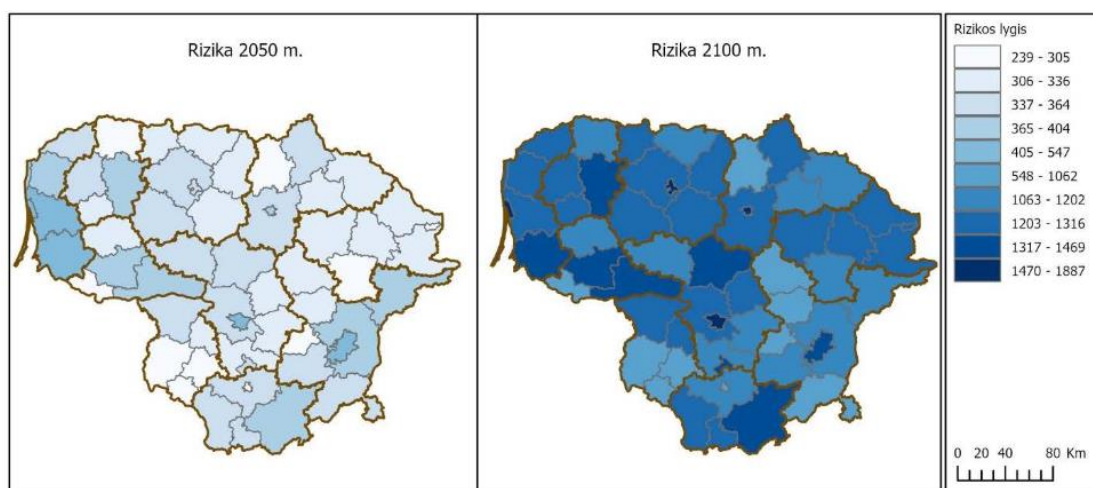 Rizika 2050 m.
Rizika 2100 m.
Rizikos lygis
239 - 305
306 - 336
337 - 364
365 - 404
405 - 547
548 - 1062
1063 - 1202
1203 - 1316
1317 - 1469
1470 - 1887
0 20 40 80 Km